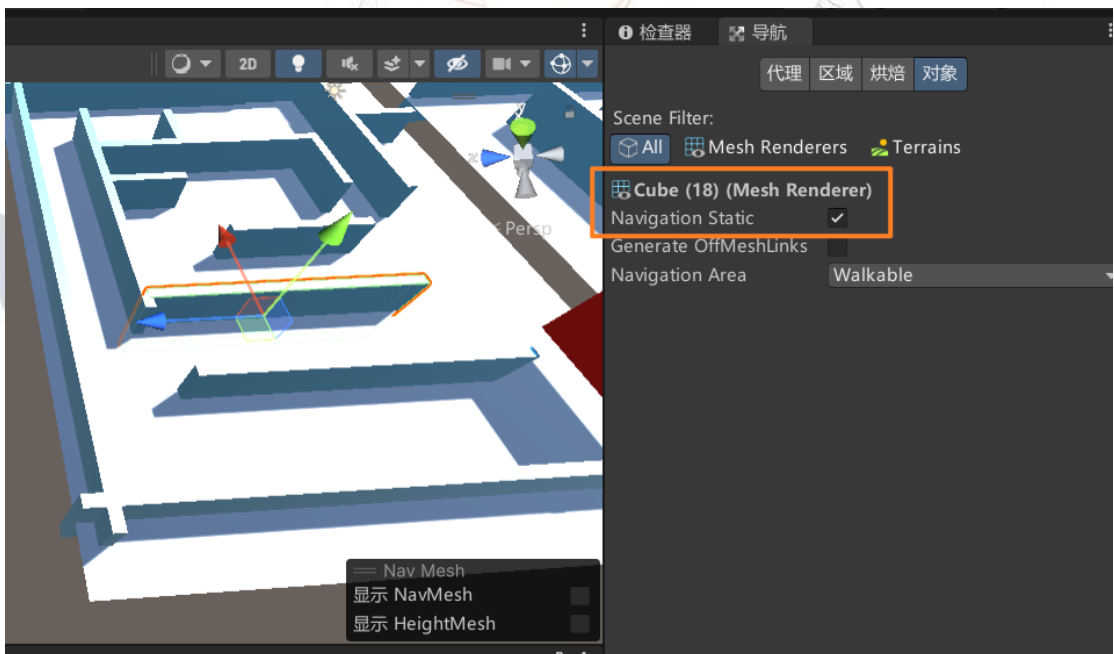 检查器 导航
2D
代理 区域 烘焙 对象
Scene Filter:
All Mesh Renderers Terrains
Cube (18) (Mesh Renderer)
Navigation Static
Generate OffMeshLinks
Navigation Area Walkable
z
Persp
Nav Mesh
显示 NavMesh
显示 HeightMesh